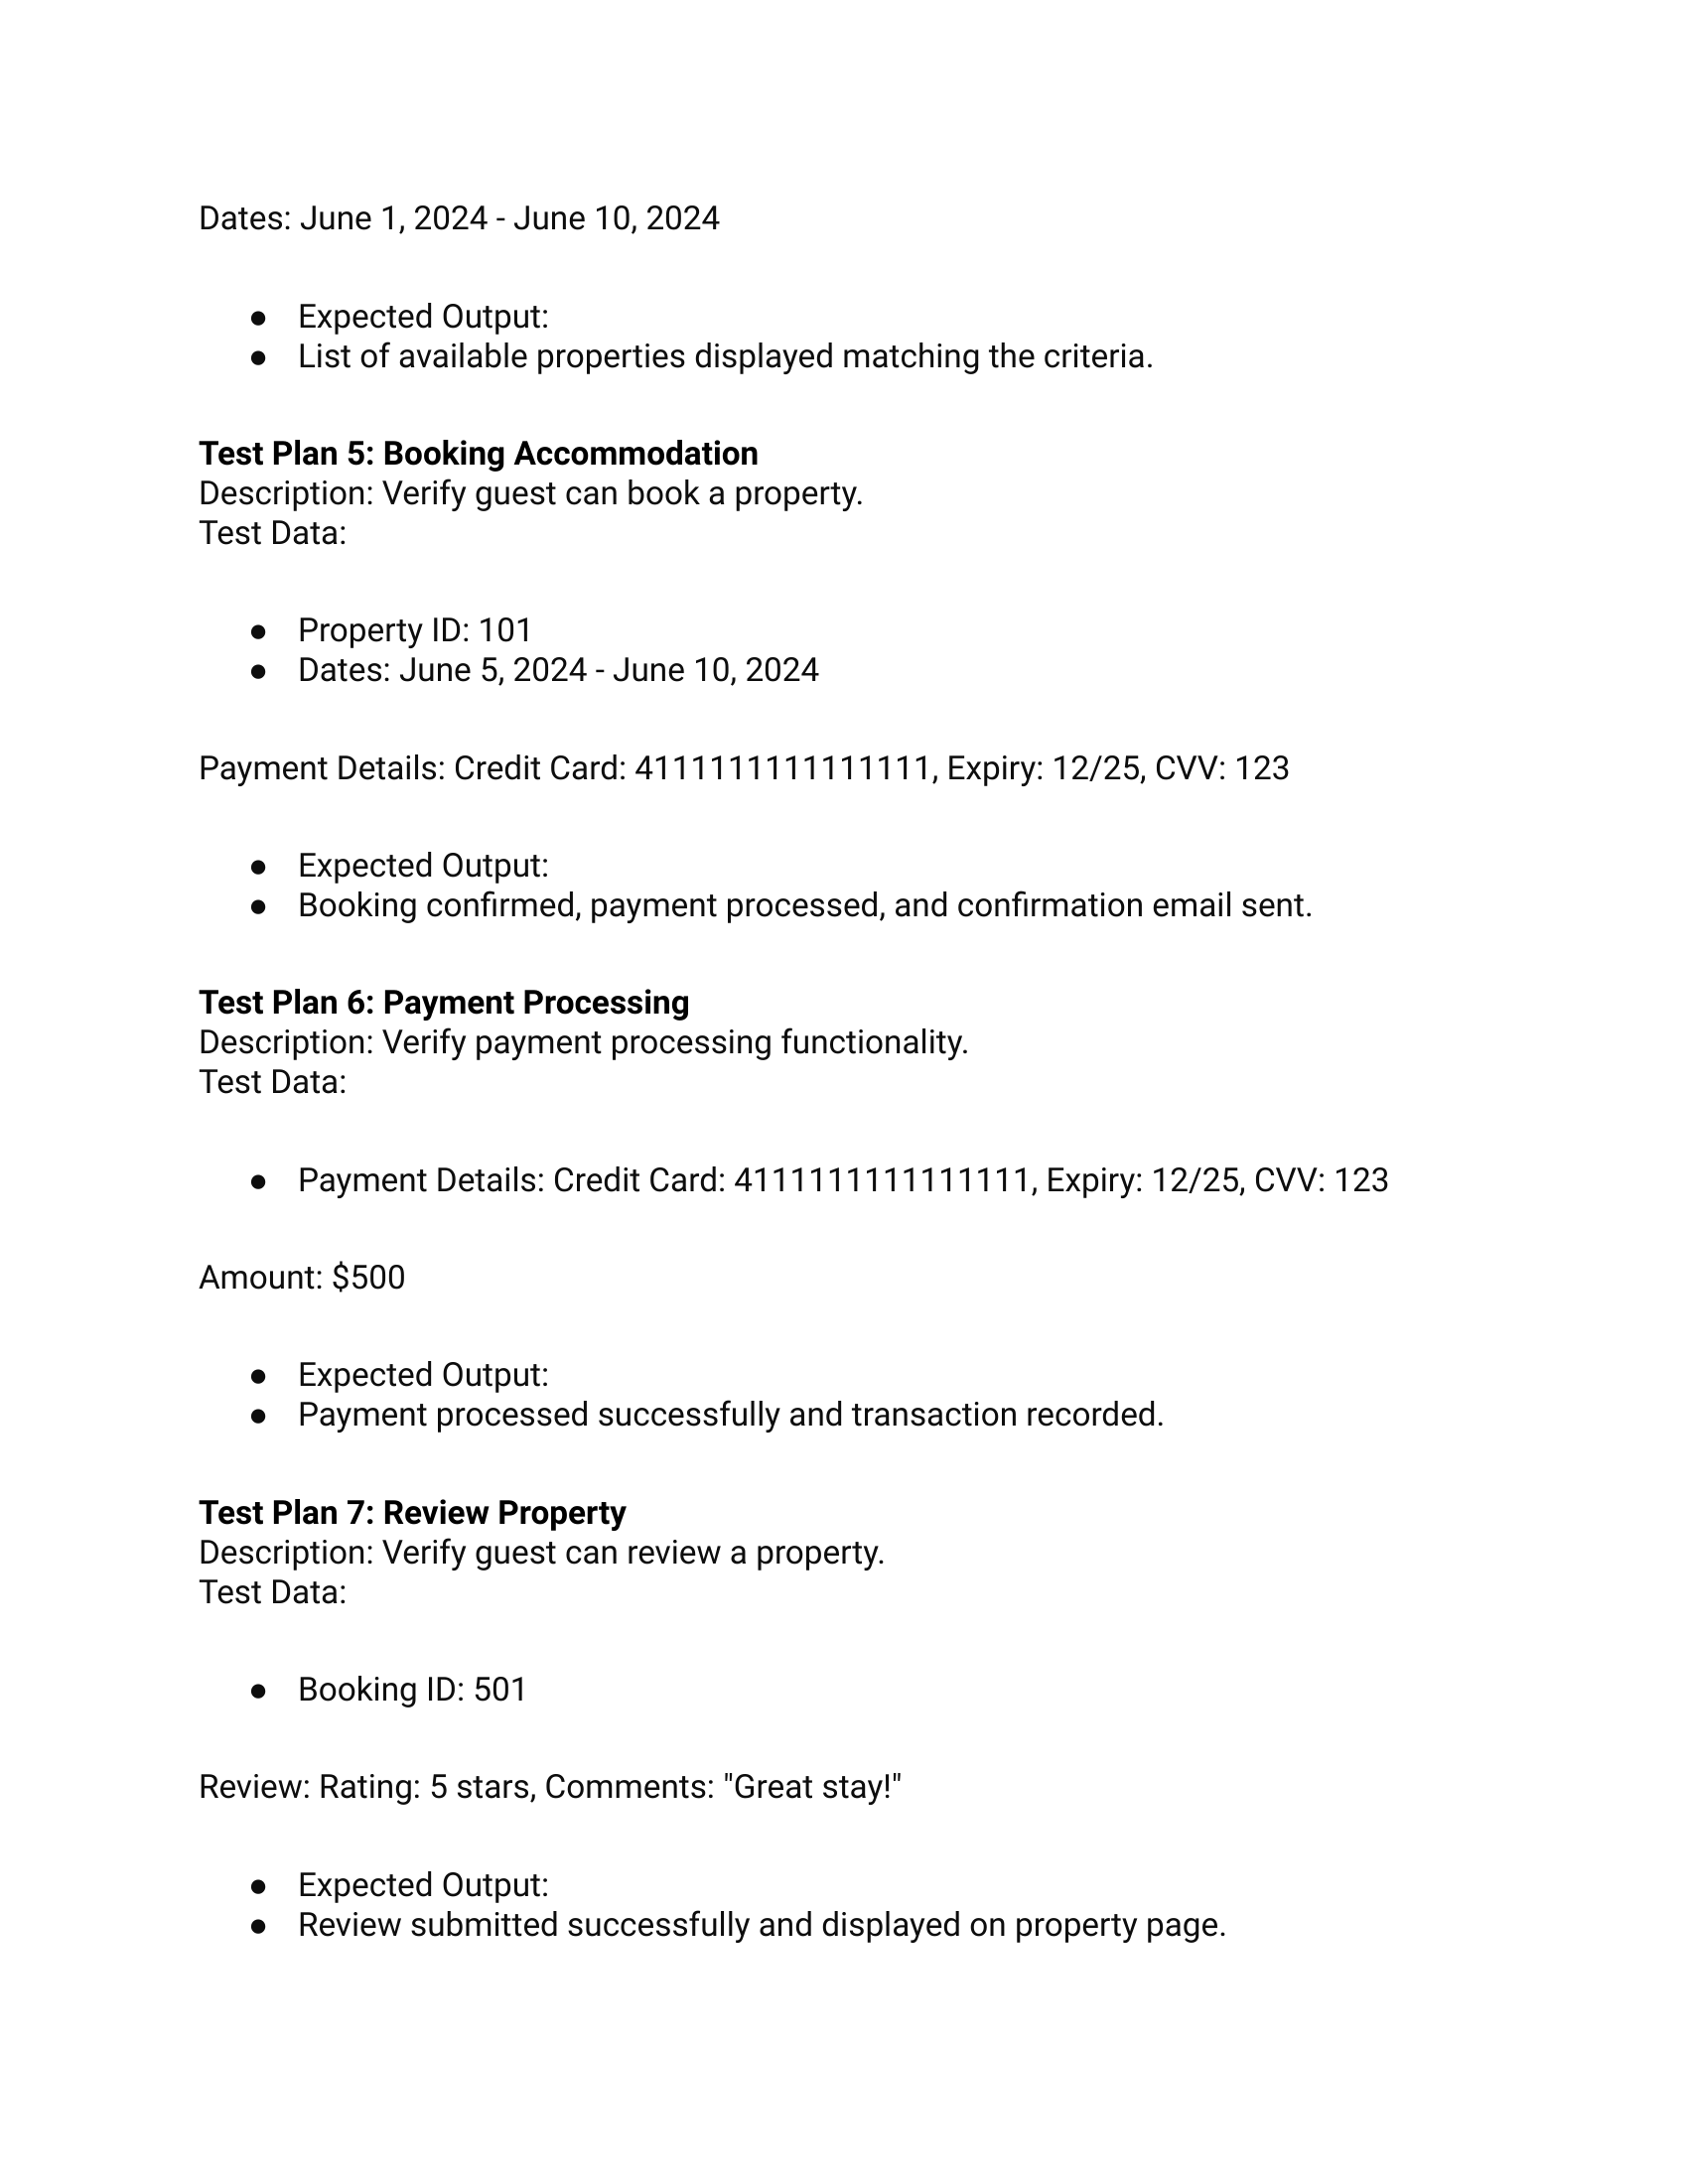 Dates: June 1, 2024 - June 10, 2024
● Expected Output:
● List of available properties displayed matching the criteria.
Test Plan 5: Booking Accommodation
Description: Verify guest can book a property.
Test Data:
● Property ID: 101
● Dates: June 5, 2024 - June 10, 2024
Payment Details: Credit Card: 4111111111111111, Expiry: 12/25, CVV: 123
● Expected Output:
● Booking confirmed, payment processed, and confirmation email sent.
Test Plan 6: Payment Processing
Description: Verify payment processing functionality.
Test Data:
● Payment Details: Credit Card: 4111111111111111, Expiry: 12/25, CVV: 123
Amount: $500
● Expected Output:
● Payment processed successfully and transaction recorded.
Test Plan 7: Review Property
Description: Verify guest can review a property.
Test Data:
● Booking ID: 501
Review: Rating: 5 stars, Comments: "Great stay!"
● Expected Output:
● Review submitted successfully and displayed on property page.